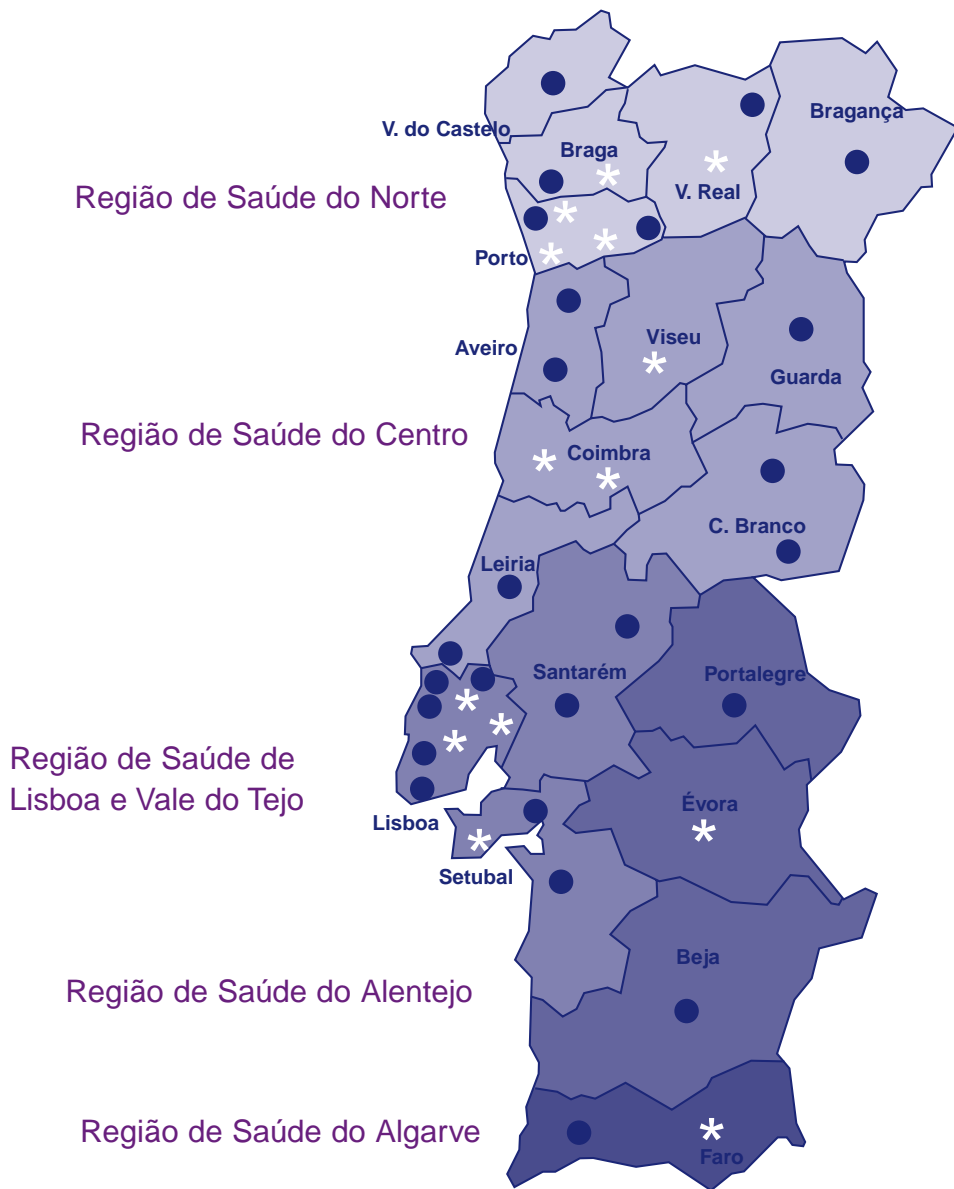 Bragança
V. do Castelo
Braga
V. Real
Região de Saúde do Norte
Porto
Viseu
Aveiro
Guarda
Região de Saúde do Centro
Coimbra
C. Branco
Leiria
Santarém
Portalegre
Região de Saúde de
Lisboa e Vale do Tejo
Évora
Lisboa
Setubal
Beja
Região de Saúde do Alentejo
Região de Saúde do Algarve
Faro